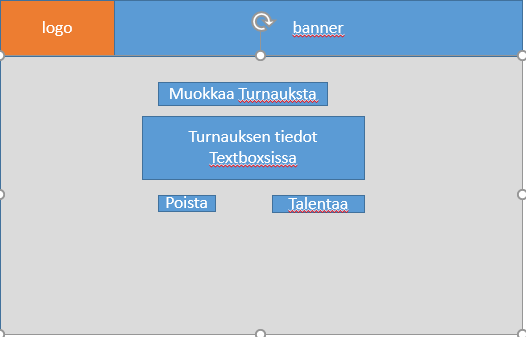 logo
banner
Muokkaa Turnauksta
Turnauksen tiedot
Textboxsissa
Poista
Talentaa